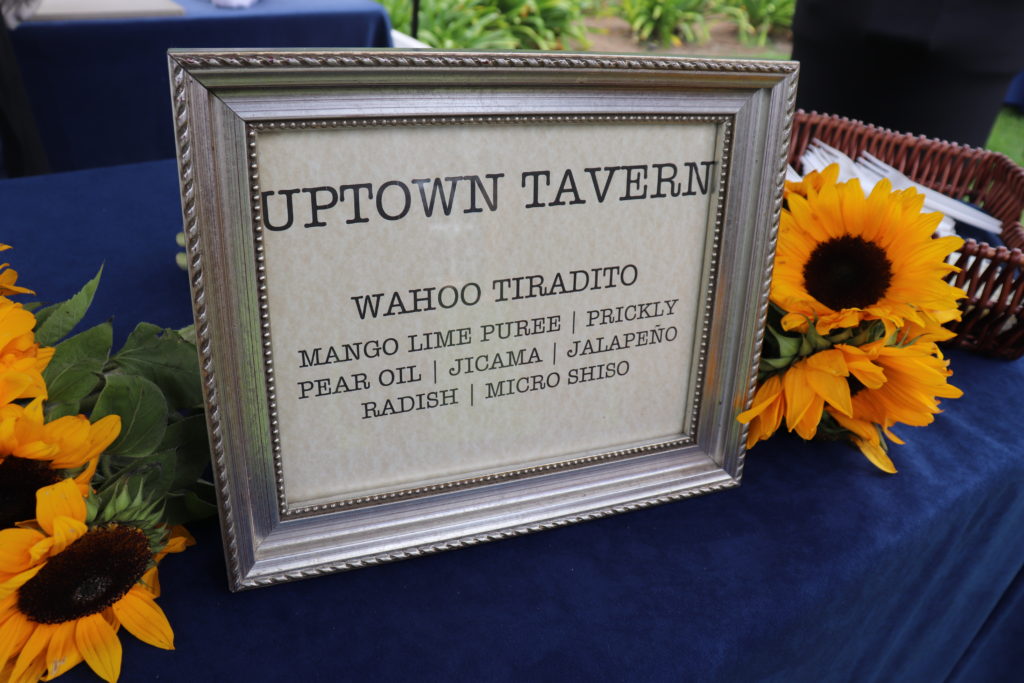 UPTOWN TAVERN
WAHOO TIRADITO
MANGO LIME PUREE | PRICKLY
PEAR OIL | JICAMA | JALAPEÑO
RADISH | MICRO SHISO